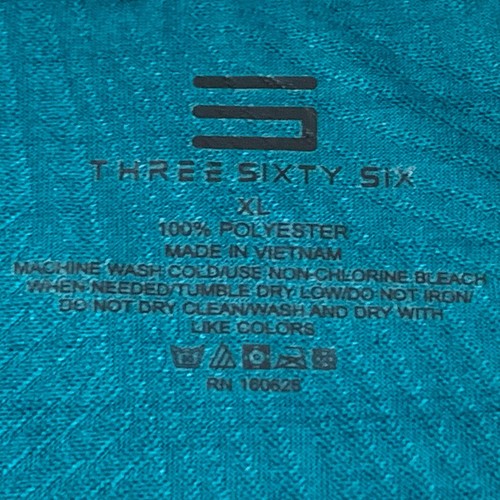 THREE SIXTY SIX
XL
100% POLYESTER
MADE IN VIETNAM
MACHINE WASH COLD/USE NON-CHLORINE BLEACH
WHEN NEEDED/TUMBLE DRY LOW/DO NOT IRON/
DO NOT DRY CLEAN/WASH AND DRY WITH
LIKE COLORS
RN 160625